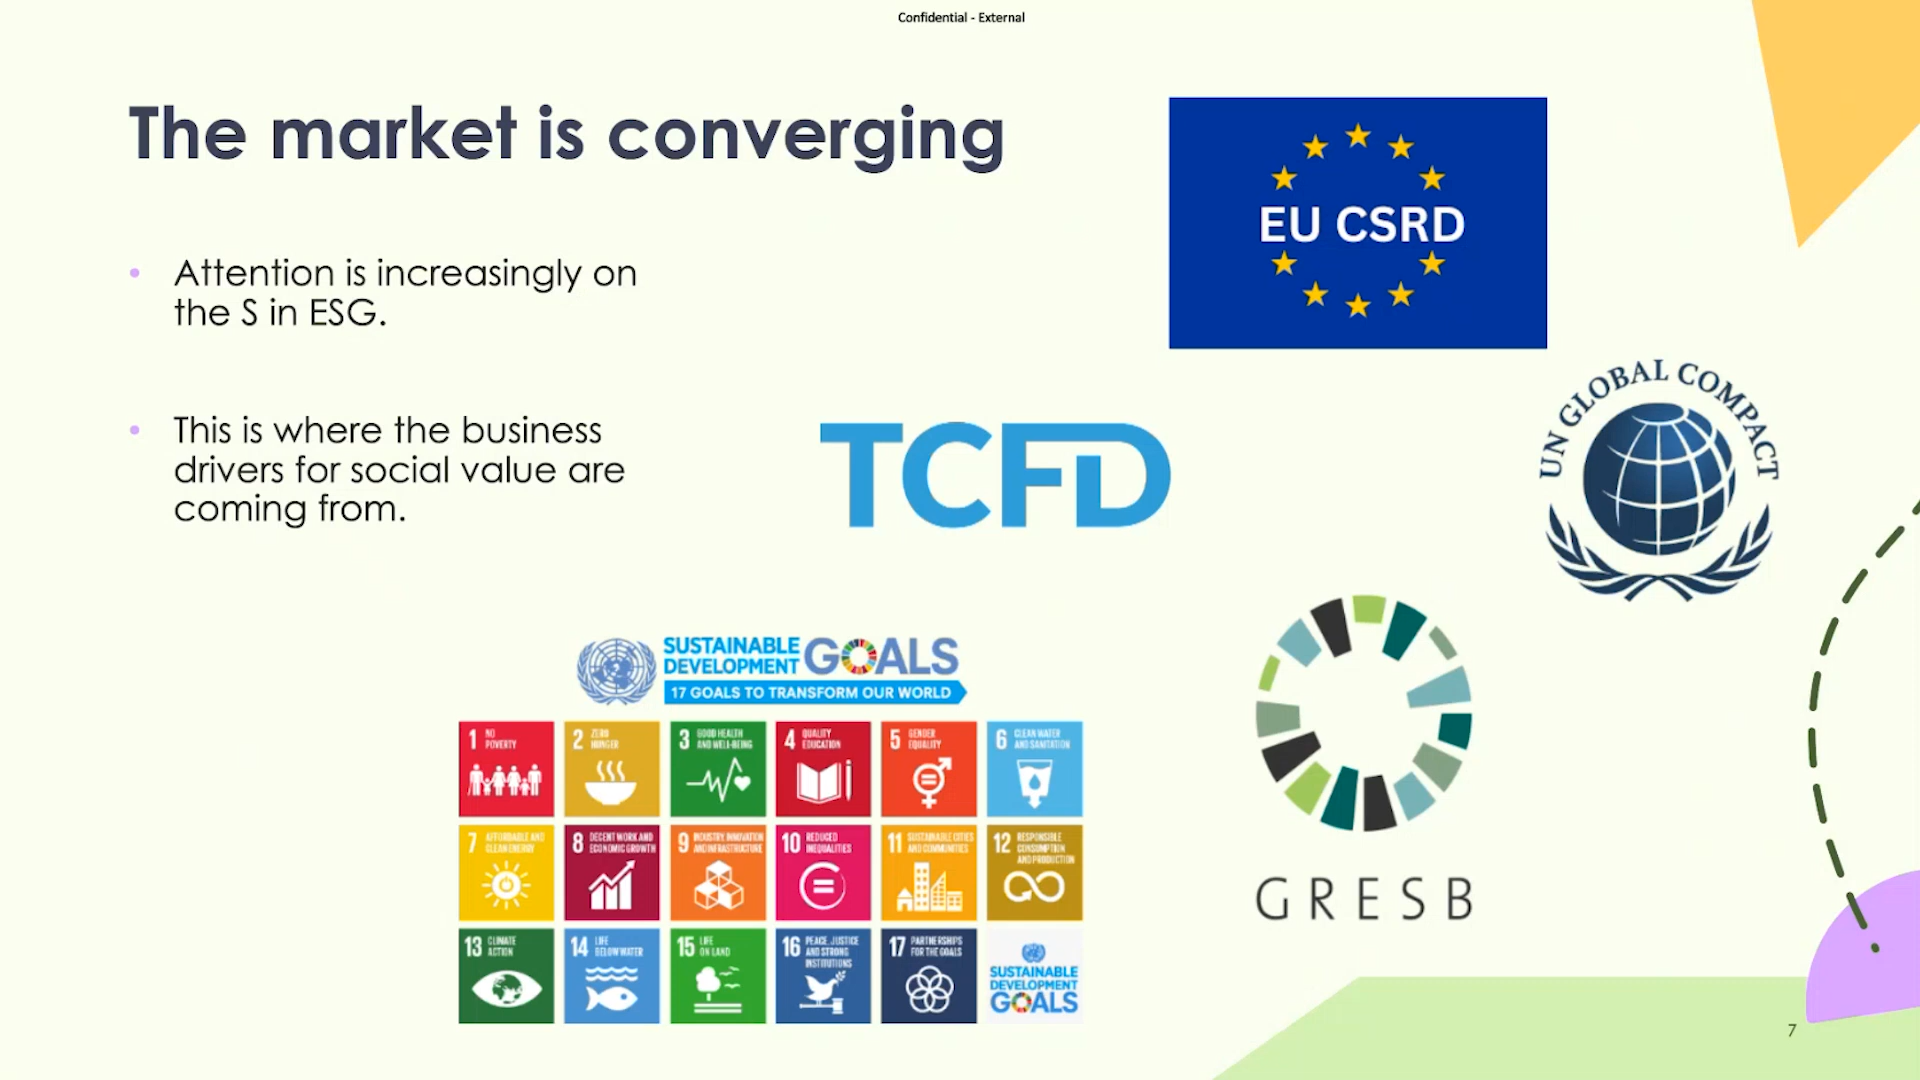 Confidential - External
The market is converging
• Attention is increasingly on
the S in ESG.
• This is where the business
drivers for social value are
coming from.
EU CSRD
TCFD
UN GLOBAL COMPACT
SUSTAINABLE
DEVELOPMENT
GOALS
17 GOALS TO TRANSFORM OUR WORLD
1 NO
POVERTY
2 ZERO
HUNGER
3 GOOD HEALTH
AND WELL-BEING
4 QUALITY
EDUCATION
5 GENDER
EQUALITY
6 CLEAN WATER
AND SANITATION
7 AFFORDABLE AND
CLEAN ENERGY
8 DECENT WORK AND
ECONOMIC GROWTH
9 INDUSTRY, INNOVATION
AND INFRASTRUCTURE
10 REDUCED
INEQUALITIES
11 SUSTAINABLE CITIES
AND COMMUNITIES
12 RESPONSIBLE
CONSUMPTION
AND PRODUCTION
13 CLIMATE
ACTION
14 LIFE
BELOW WATER
15 LIFE
ON LAND
16 PEACE, JUSTICE
AND STRONG
INSTITUTIONS
17 PARTNERSHIPS
FOR THE GOALS
SUSTAINABLE
DEVELOPMENT
GOALS
GRESB
7